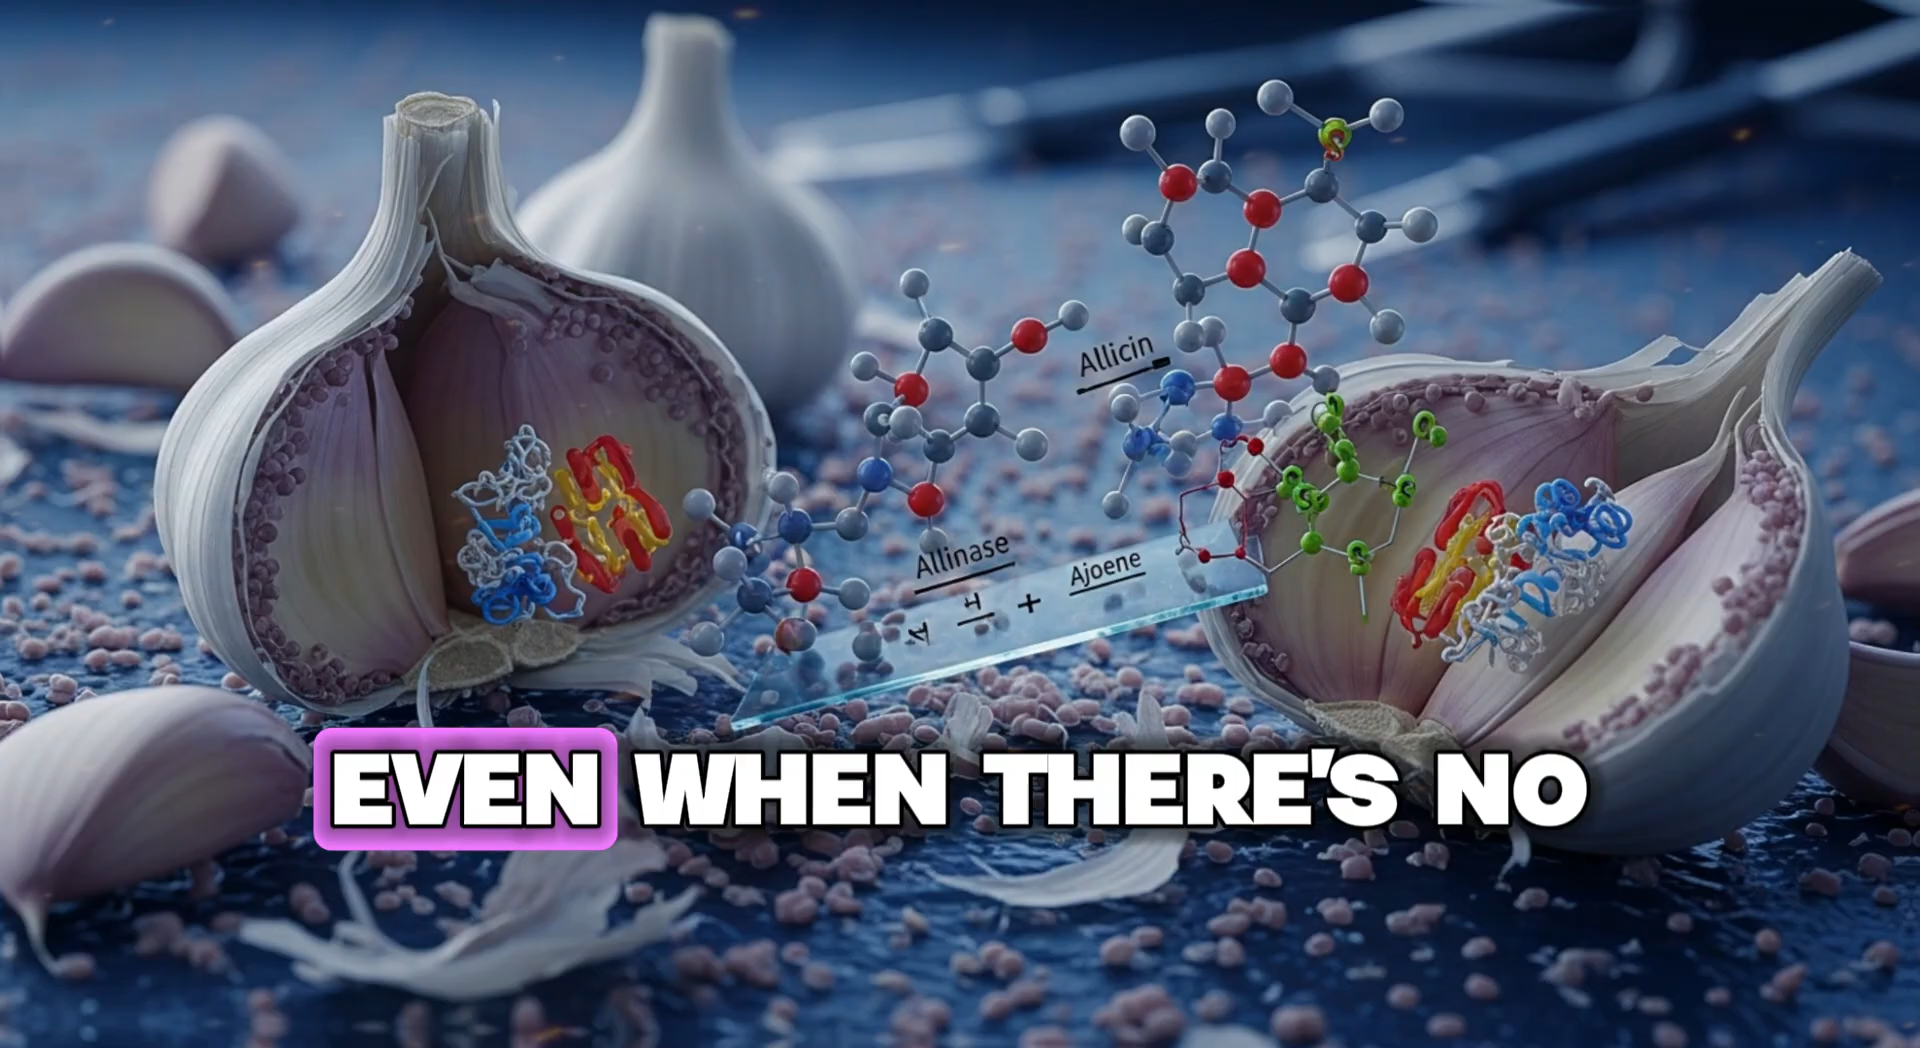 Allicin
Allinase
Ajoene
+
EVEN WHEN THERE'S NO